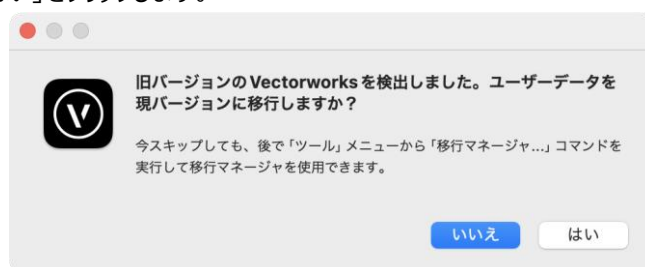 い」をクリックします。
旧バージョンのVectorworksを検出しました。ユーザーデータを
現バージョンに移行しますか？
今スキップしても、後で「ツール」メニューから「移行マネージャ...」コマンドを
実行して移行マネージャを使用できます。
いいえ
はい